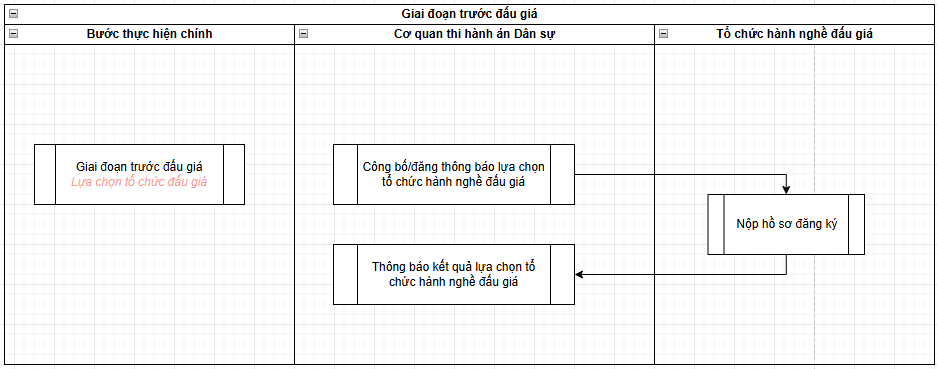 Giai đoạn trước đấu giá
Bước thực hiện chính
Cơ quan thi hành án Dân sự
Tổ chức hành nghề đấu giá
Giai đoạn trước đấu giá
Lựa chọn tổ chức đấu giá
Công bố/đăng thông báo lựa chọn
tổ chức hành nghề đấu giá
Nộp hồ sơ đăng ký
Thông báo kết quả lựa chọn tổ
chức hành nghề đấu giá